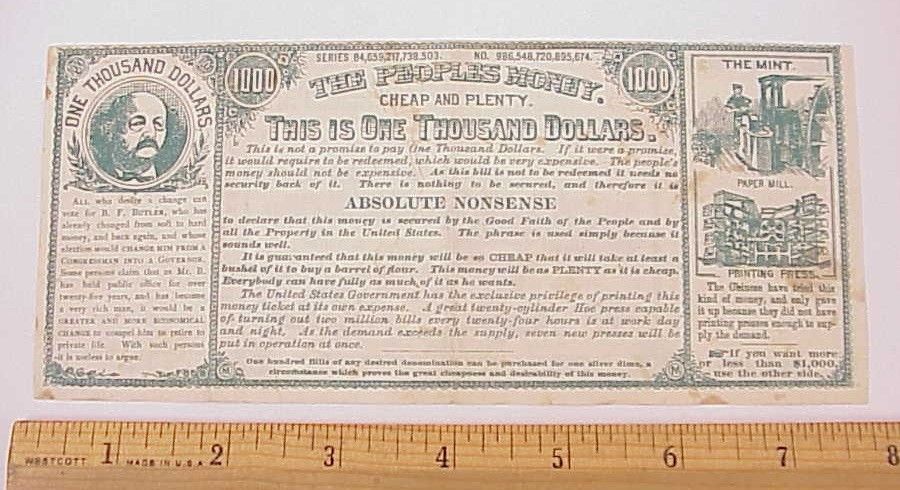 SERIES 84,659,217,738,503. NO. 986,548,720,895,674.
1000
1000
THE PEOPLES MONEY.
CHEAP AND PLENTY.
THIS IS ONE THOUSAND DOLLARS.
This is not a promise to pay One Thousand Dollars. If it were a promise,
it would require to be redeemed, which would be very expensive. The people's
money should not be expensive. As this bill is not to be redeemed it needs no
security back of it. There is nothing to be secured, and therefore it is
ABSOLUTE NONSENSE
to declare that this money is secured by the Good Faith of the People and by
all the Property in the United States. The phrase is used simply because it
sounds well.
It is guaranteed that this money will be so CHEAP that it will take at least a
bushel of it to buy a barrel of flour. This money will be as PLENTY as it is cheap.
Everybody can have fully as much of it as he wants.
The United States Government has the exclusive privilege of printing this
money ticket at its own expense. A great twenty-cylinder Hoe press capable
of turning out two million bills every twenty-four hours is at work day
and night. As the demand exceeds the supply, seven new presses will be
put in operation at once.
One hundred Bills of any desired denomination can be purchased for one silver dime, a
circumstance which proves the great cheapness and desirability of this money.
ONE THOUSAND DOLLARS
ALL who desire a change can
vote for B. F. BUTLER, who has
already changed from soft to hard
money, and back again, and whose
election would CHANGE HIM FROM A
CONGRESSMAN INTO A GOVERNOR.
Some persons claim that as Mr. B.
has held public office for over
twenty-five years, and has become
a very rich man, it would be a
GREATER AND MORE ECONOMICAL
CHANGE to compel him to retire to
private life. With such persons
it is useless to argue.
THE MINT.
PAPER MILL.
PRINTING PRESS.
The Chinese have tried this
kind of money, and only gave
it up because they did not have
printing presses enough to sup-
ply the demand.
☞If you want more
or less than $1,000,
use the other side.
M
M
WESTCOTT MADE IN U.S.A
1 2 3 4 5 6 7 8